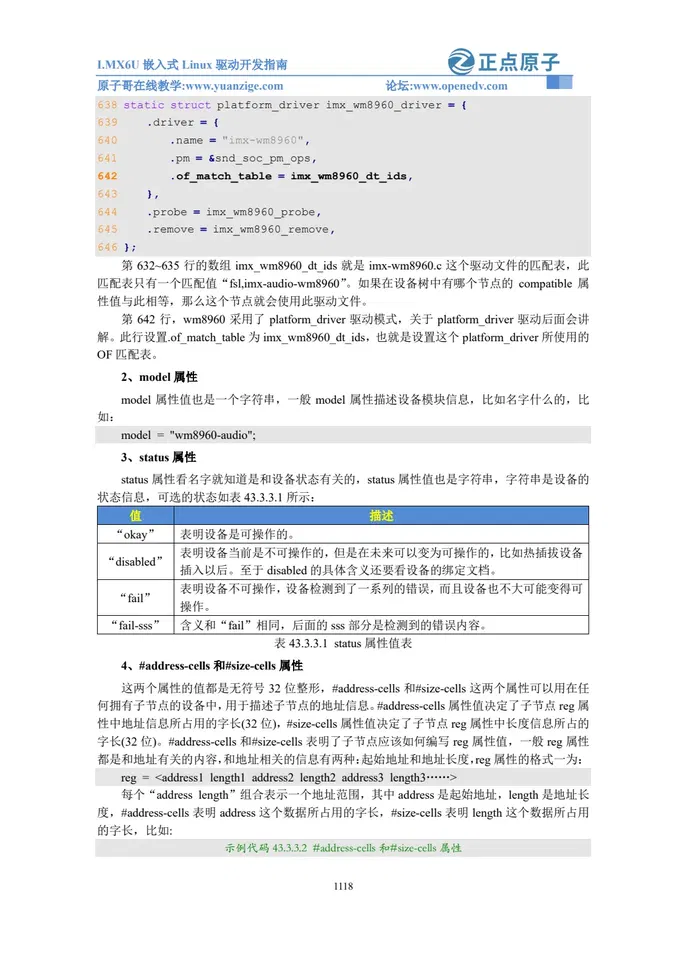 I.MX6U 嵌入式 Linux 驱动开发指南
正点原子
原子哥在线教学:www.yuanzige.com 论坛:www.openedv.com
638 static struct platform_driver imx_wm8960_driver = {
639 .driver = {
640 .name = "imx-wm8960",
641 .pm = &snd_soc_pm_ops,
642 .of_match_table = imx_wm8960_dt_ids,
643 },
644 .probe = imx_wm8960_probe,
645 .remove = imx_wm8960_remove,
646 };
第 632~635 行的数组 imx_wm8960_dt_ids 就是 imx-wm8960.c 这个驱动文件的匹配表，此
匹配表只有一个匹配值“fsl,imx-audio-wm8960”。如果在设备树中有哪个节点的 compatible 属
性值与此相等，那么这个节点就会使用此驱动文件。
第 642 行，wm8960 采用了 platform_driver 驱动模式，关于 platform_driver 驱动后面会讲
解。此行设置.of_match_table 为 imx_wm8960_dt_ids，也就是设置这个 platform_driver 所使用的
OF 匹配表。
2、model 属性
model 属性值也是一个字符串，一般 model 属性描述设备模块信息，比如名字什么的，比
如：
model = "wm8960-audio";
3、status 属性
status 属性看名字就知道是和设备状态有关的，status 属性值也是字符串，字符串是设备的
状态信息，可选的状态如表 43.3.3.1 所示：
值 描述
“okay” 表明设备是可操作的。
“disabled” 表明设备当前是不可操作的，但是在未来可以变为可操作的，比如热插拔设备
插入以后。至于 disabled 的具体含义还要看设备的绑定文档。
“fail” 表明设备不可操作，设备检测到了一系列的错误，而且设备也不大可能变得可
操作。
“fail-sss” 含义和“fail”相同，后面的 sss 部分是检测到的错误内容。
表 43.3.3.1 status 属性值表
4、#address-cells 和#size-cells 属性
这两个属性的值都是无符号 32 位整形，#address-cells 和#size-cells 这两个属性可以用在任
何拥有子节点的设备中，用于描述子节点的地址信息。#address-cells 属性值决定了子节点 reg 属
性中地址信息所占用的字长(32 位)，#size-cells 属性值决定了子节点 reg 属性中长度信息所占的
字长(32 位)。#address-cells 和#size-cells 表明了子节点应该如何编写 reg 属性值，一般 reg 属性
都是和地址有关的内容，和地址相关的信息有两种：起始地址和地址长度，reg 属性的格式一为：
reg = <address1 length1 address2 length2 address3 length3……>
每个“address length”组合表示一个地址范围，其中 address 是起始地址，length 是地址长
度，#address-cells 表明 address 这个数据所占用的字长，#size-cells 表明 length 这个数据所占用
的字长，比如:
示例代码 43.3.3.2 #address-cells 和#size-cells 属性
1118